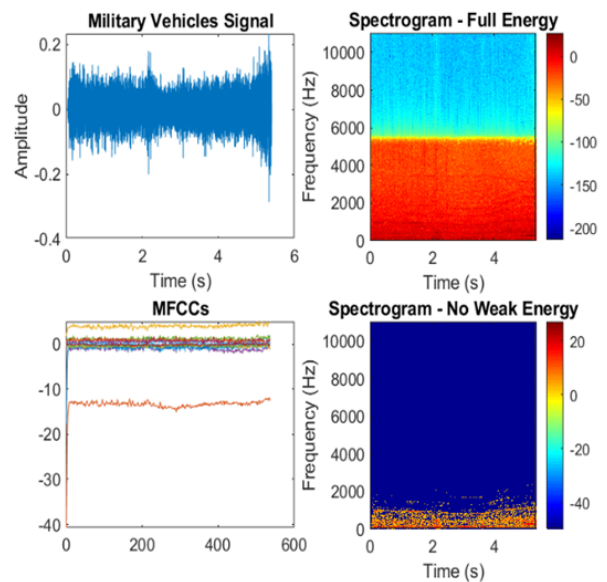 Military Vehicles Signal
0.2
0
-0.2
-0.4
Amplitude
0 2 4 6
Time (s)
Spectrogram - Full Energy
10000
8000
6000
4000
2000
0
Frequency (Hz)
0 2 4
Time (s)
0
-50
-100
-150
-200
MFCCs
0
-10
-20
-30
-40
0 200 400 600
Spectrogram - No Weak Energy
10000
8000
6000
4000
2000
0
Frequency (Hz)
0 2 4
Time (s)
20
0
-20
-40